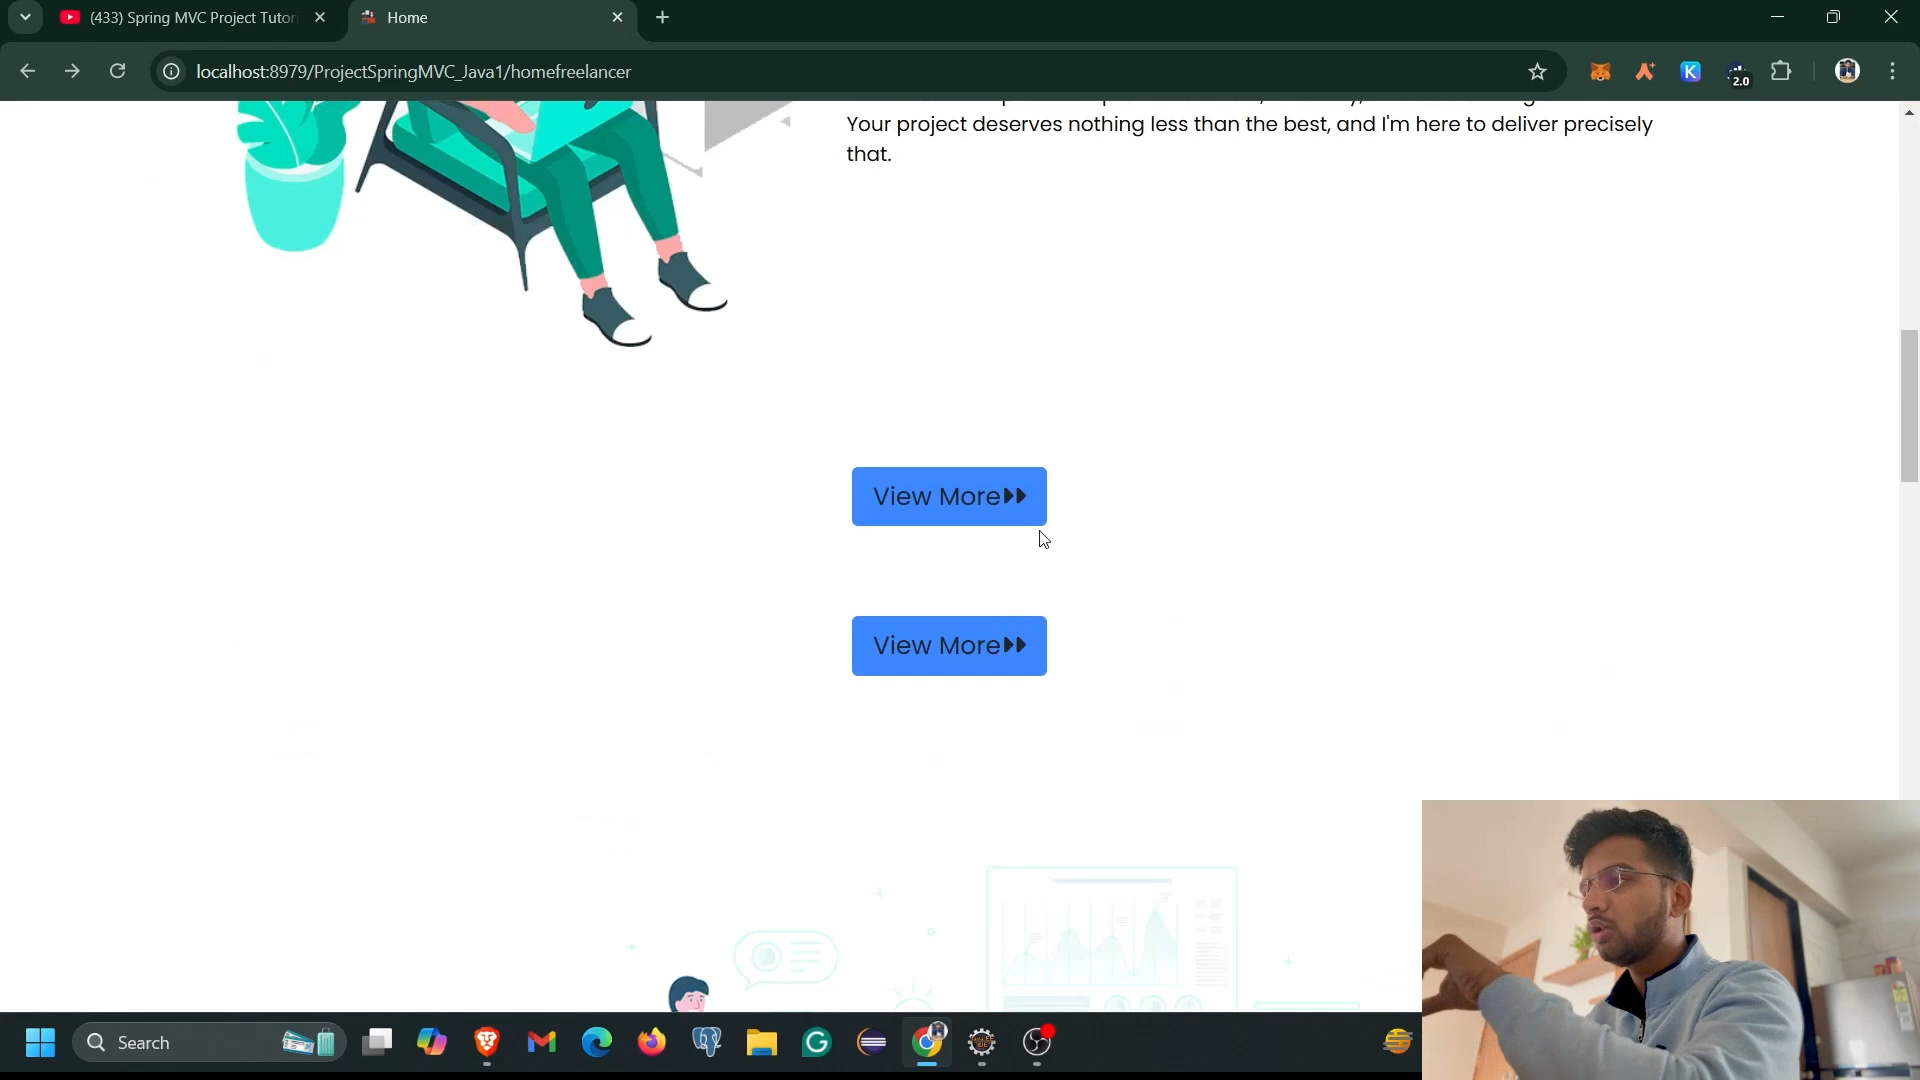 (433) Spring MVC Project Tutor
Home
localhost:8979/ProjectSpringMVC_Java1/homefreelancer
K
2.0
Your project deserves nothing less than the best, and I'm here to deliver precisely
that.
View More
View More
Search